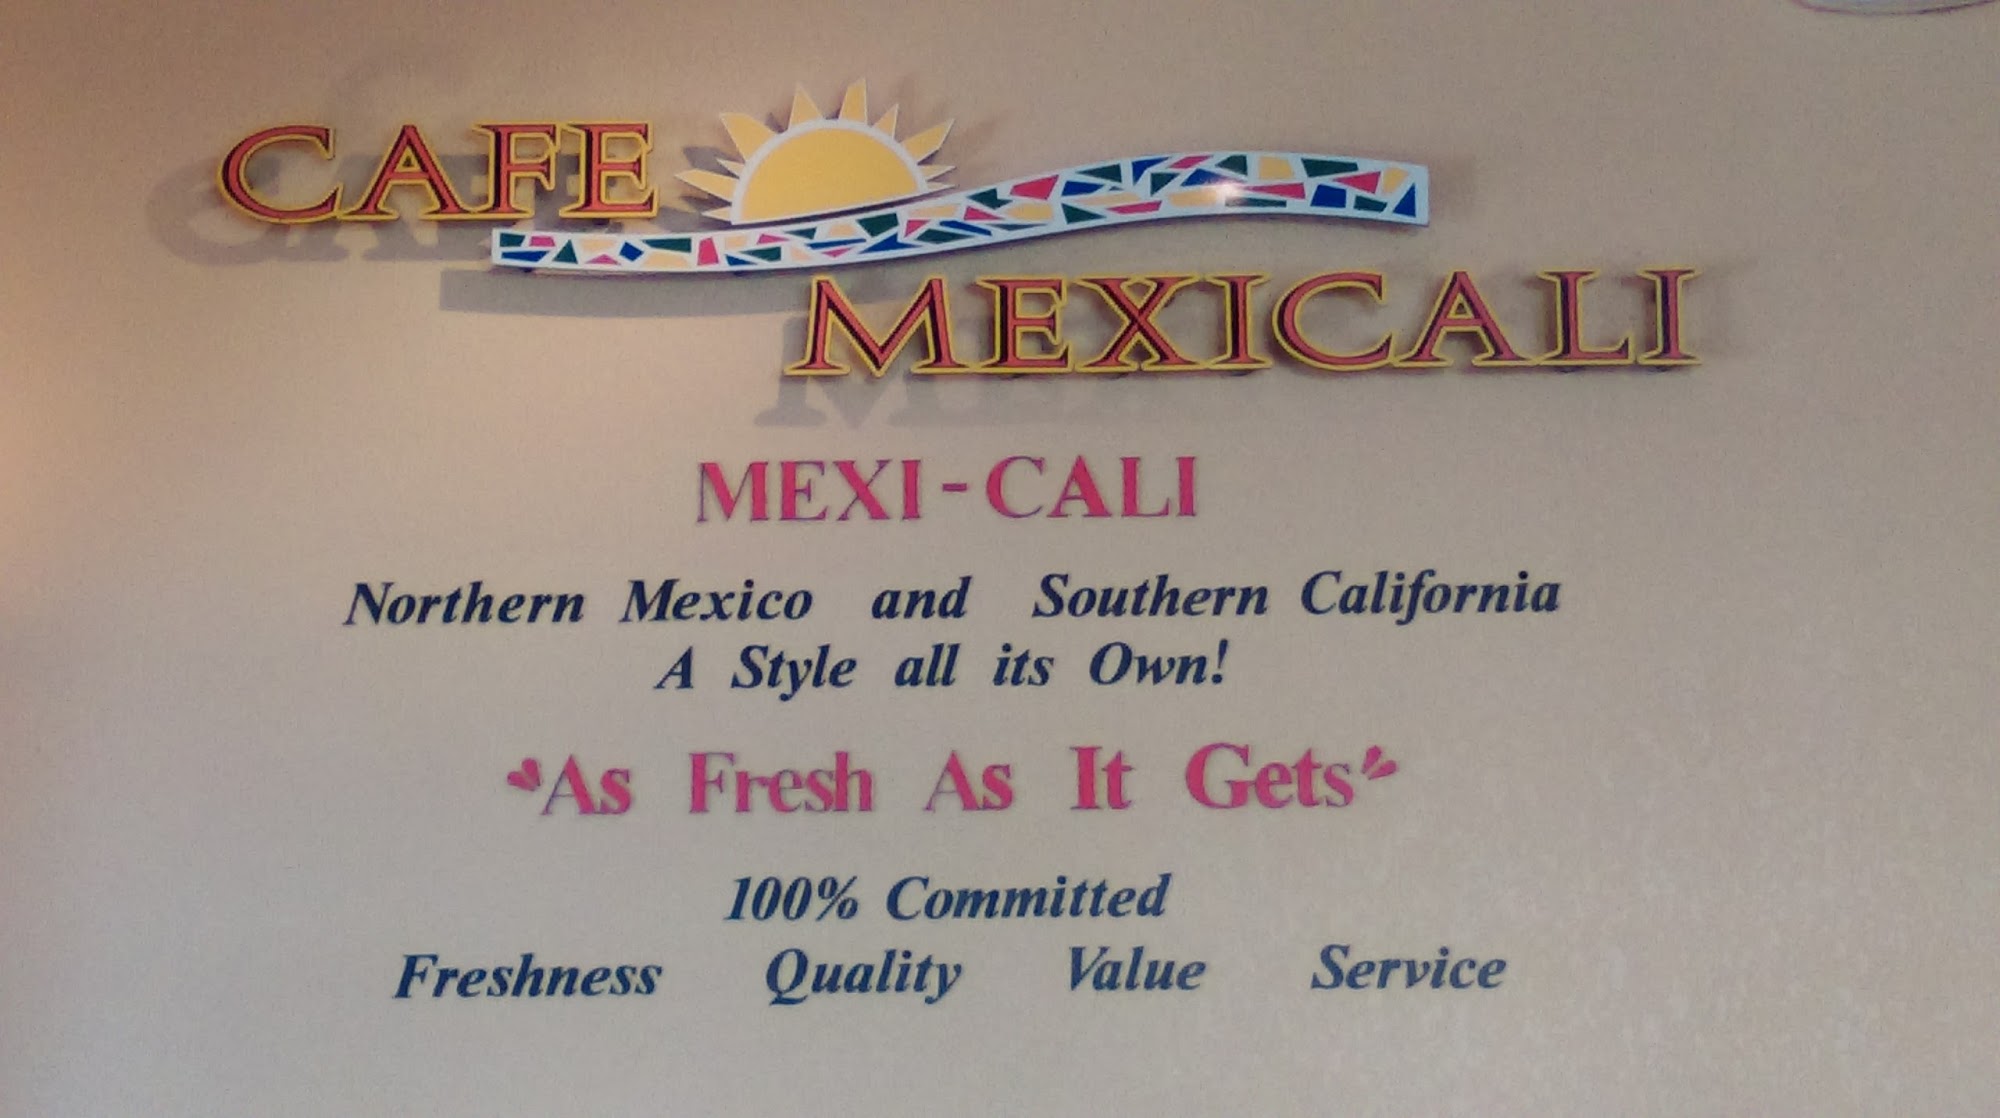 CAFE
MEXICALI
MEXI-CALI
Northern Mexico and Southern California
A Style all its Own!
"As Fresh As It Gets"
100% Committed
Freshness Quality Value Service